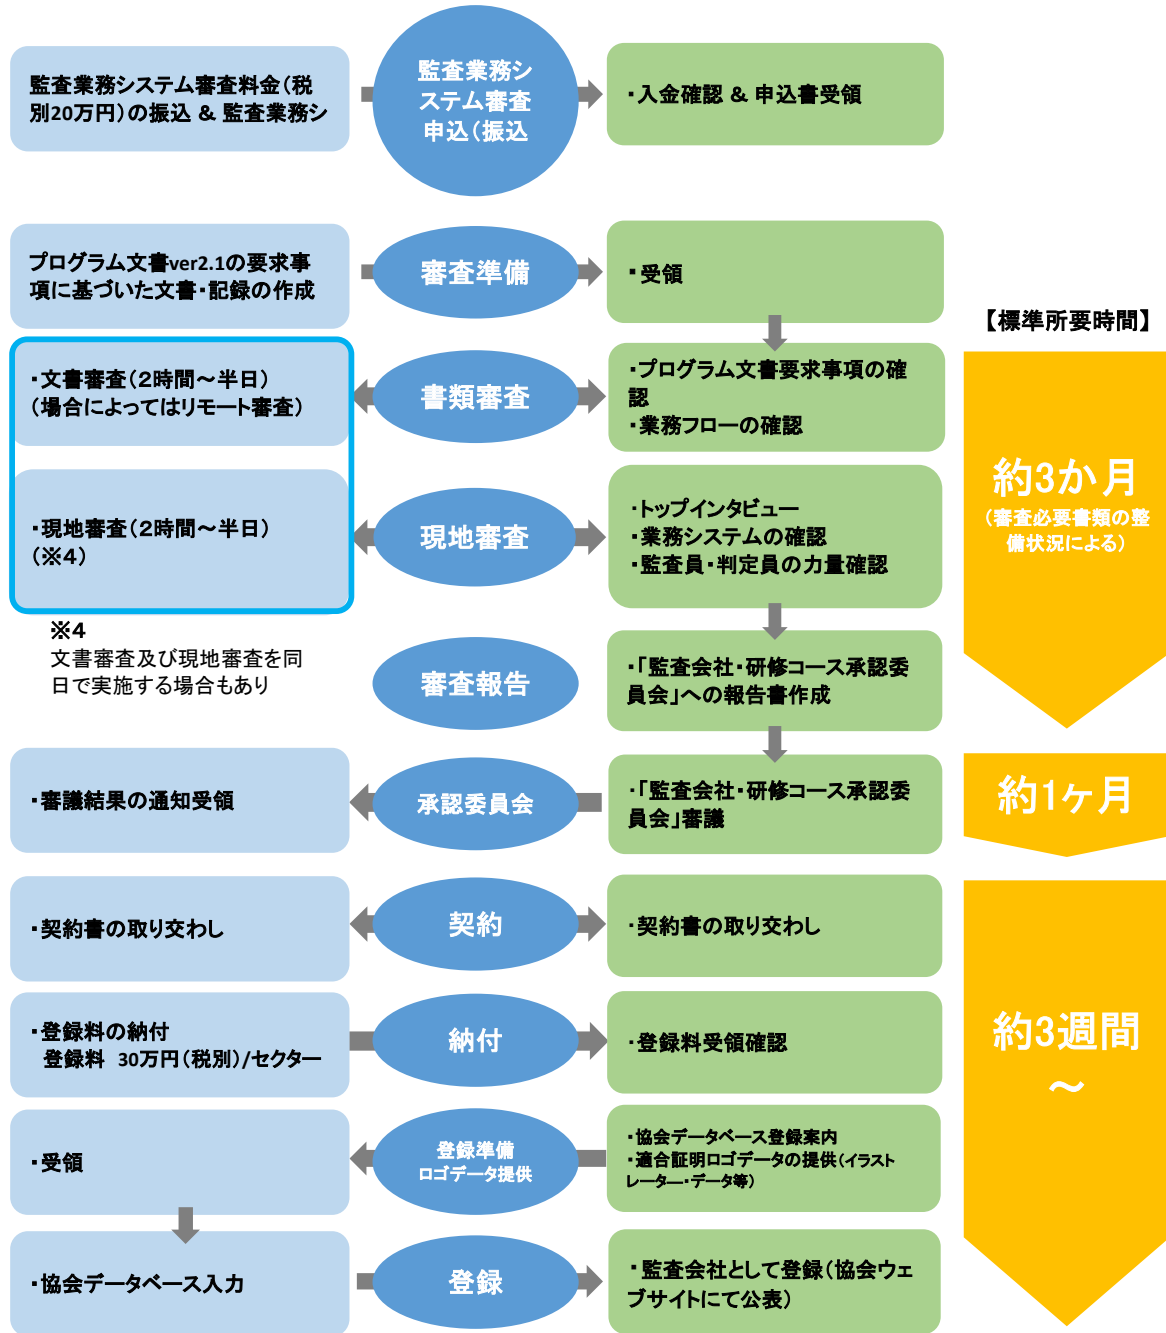 監査業務システム審査料金（税
別20万円）の振込 & 監査業務シ
監査業務シ
ステム審査
申込（振込
・入金確認 & 申込書受領
プログラム文書ver2.1の要求事
項に基づいた文書・記録の作成
審査準備
・受領
【標準所要時間】
・文書審査（２時間～半日）
（場合によってはリモート審査）
書類審査
・プログラム文書要求事項の確
認
・業務フローの確認
・現地審査（２時間～半日）
（※４）
現地審査
・トップインタビュー
・業務システムの確認
・監査員・判定員の力量確認
約3か月
（審査必要書類の整
備状況による）
※４
文書審査及び現地審査を同
日で実施する場合もあり
審査報告
・「監査会社・研修コース承認委
員会」への報告書作成
・審議結果の通知受領
承認委員会
・「監査会社・研修コース承認委
員会」審議
約1ヶ月
・契約書の取り交わし
契約
・契約書の取り交わし
・登録料の納付
登録料 30万円（税別）/セクター
納付
・登録料受領確認
約3週間
～
・受領
登録準備
ロゴデータ提供
・協会データベース登録案内
・適合証明ロゴデータの提供（イラスト
レーター・データ等）
・協会データベース入力
登録
・監査会社として登録（協会ウェ
ブサイトにて公表）